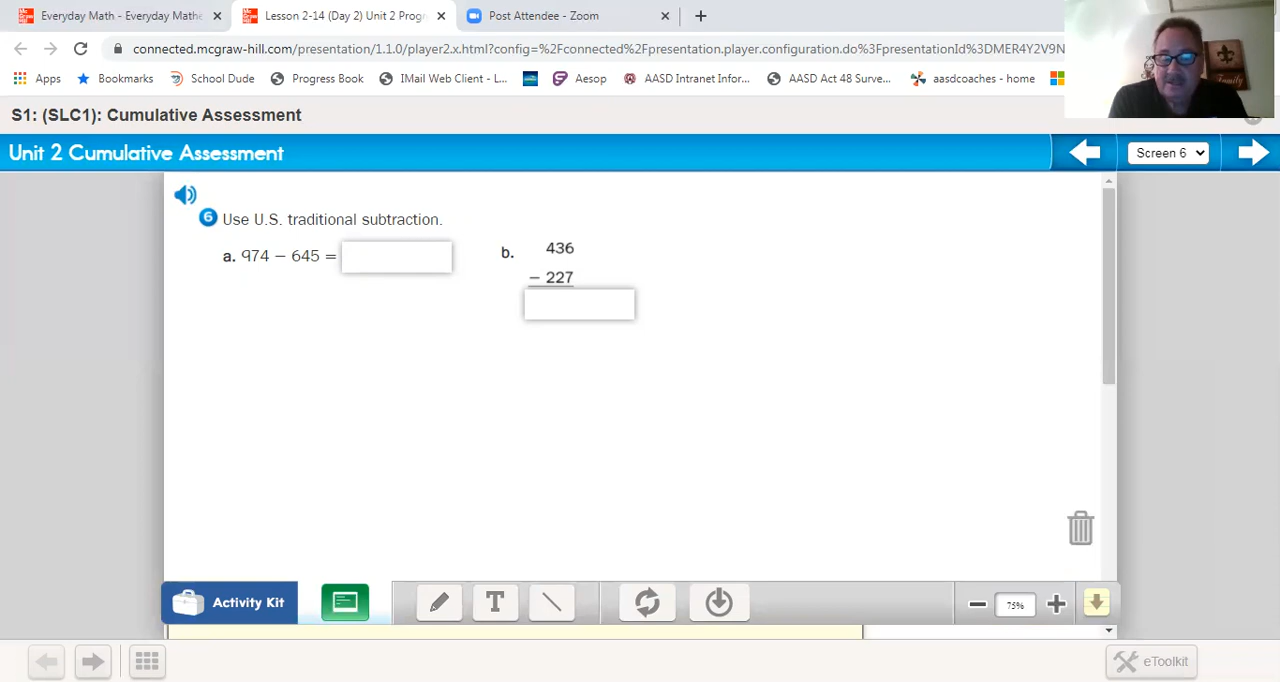 Everyday Math - Everyday Mathe
Lesson 2-14 (Day 2) Unit 2 Prog
Post Attendee - Zoom
connected.mcgraw-hill.com/presentation/1.1.0/player2.x.html?config=%2Fconnected%2Fpresentation.player.configuration.do%3FpresentationId%3DMER4Y2V9N
Apps Bookmarks School Dude Progress Book IMail Web Client - L... Aesop AASD Intranet Infor... AASD Act 48 Surve... aasdcoaches - home
Family
S1: (SLC1): Cumulative Assessment
Unit 2 Cumulative Assessment
Screen 6
6 Use U.S. traditional subtraction.
a. 974 − 645 =
b. 436
− 227
Activity Kit
T
75%
eToolkit